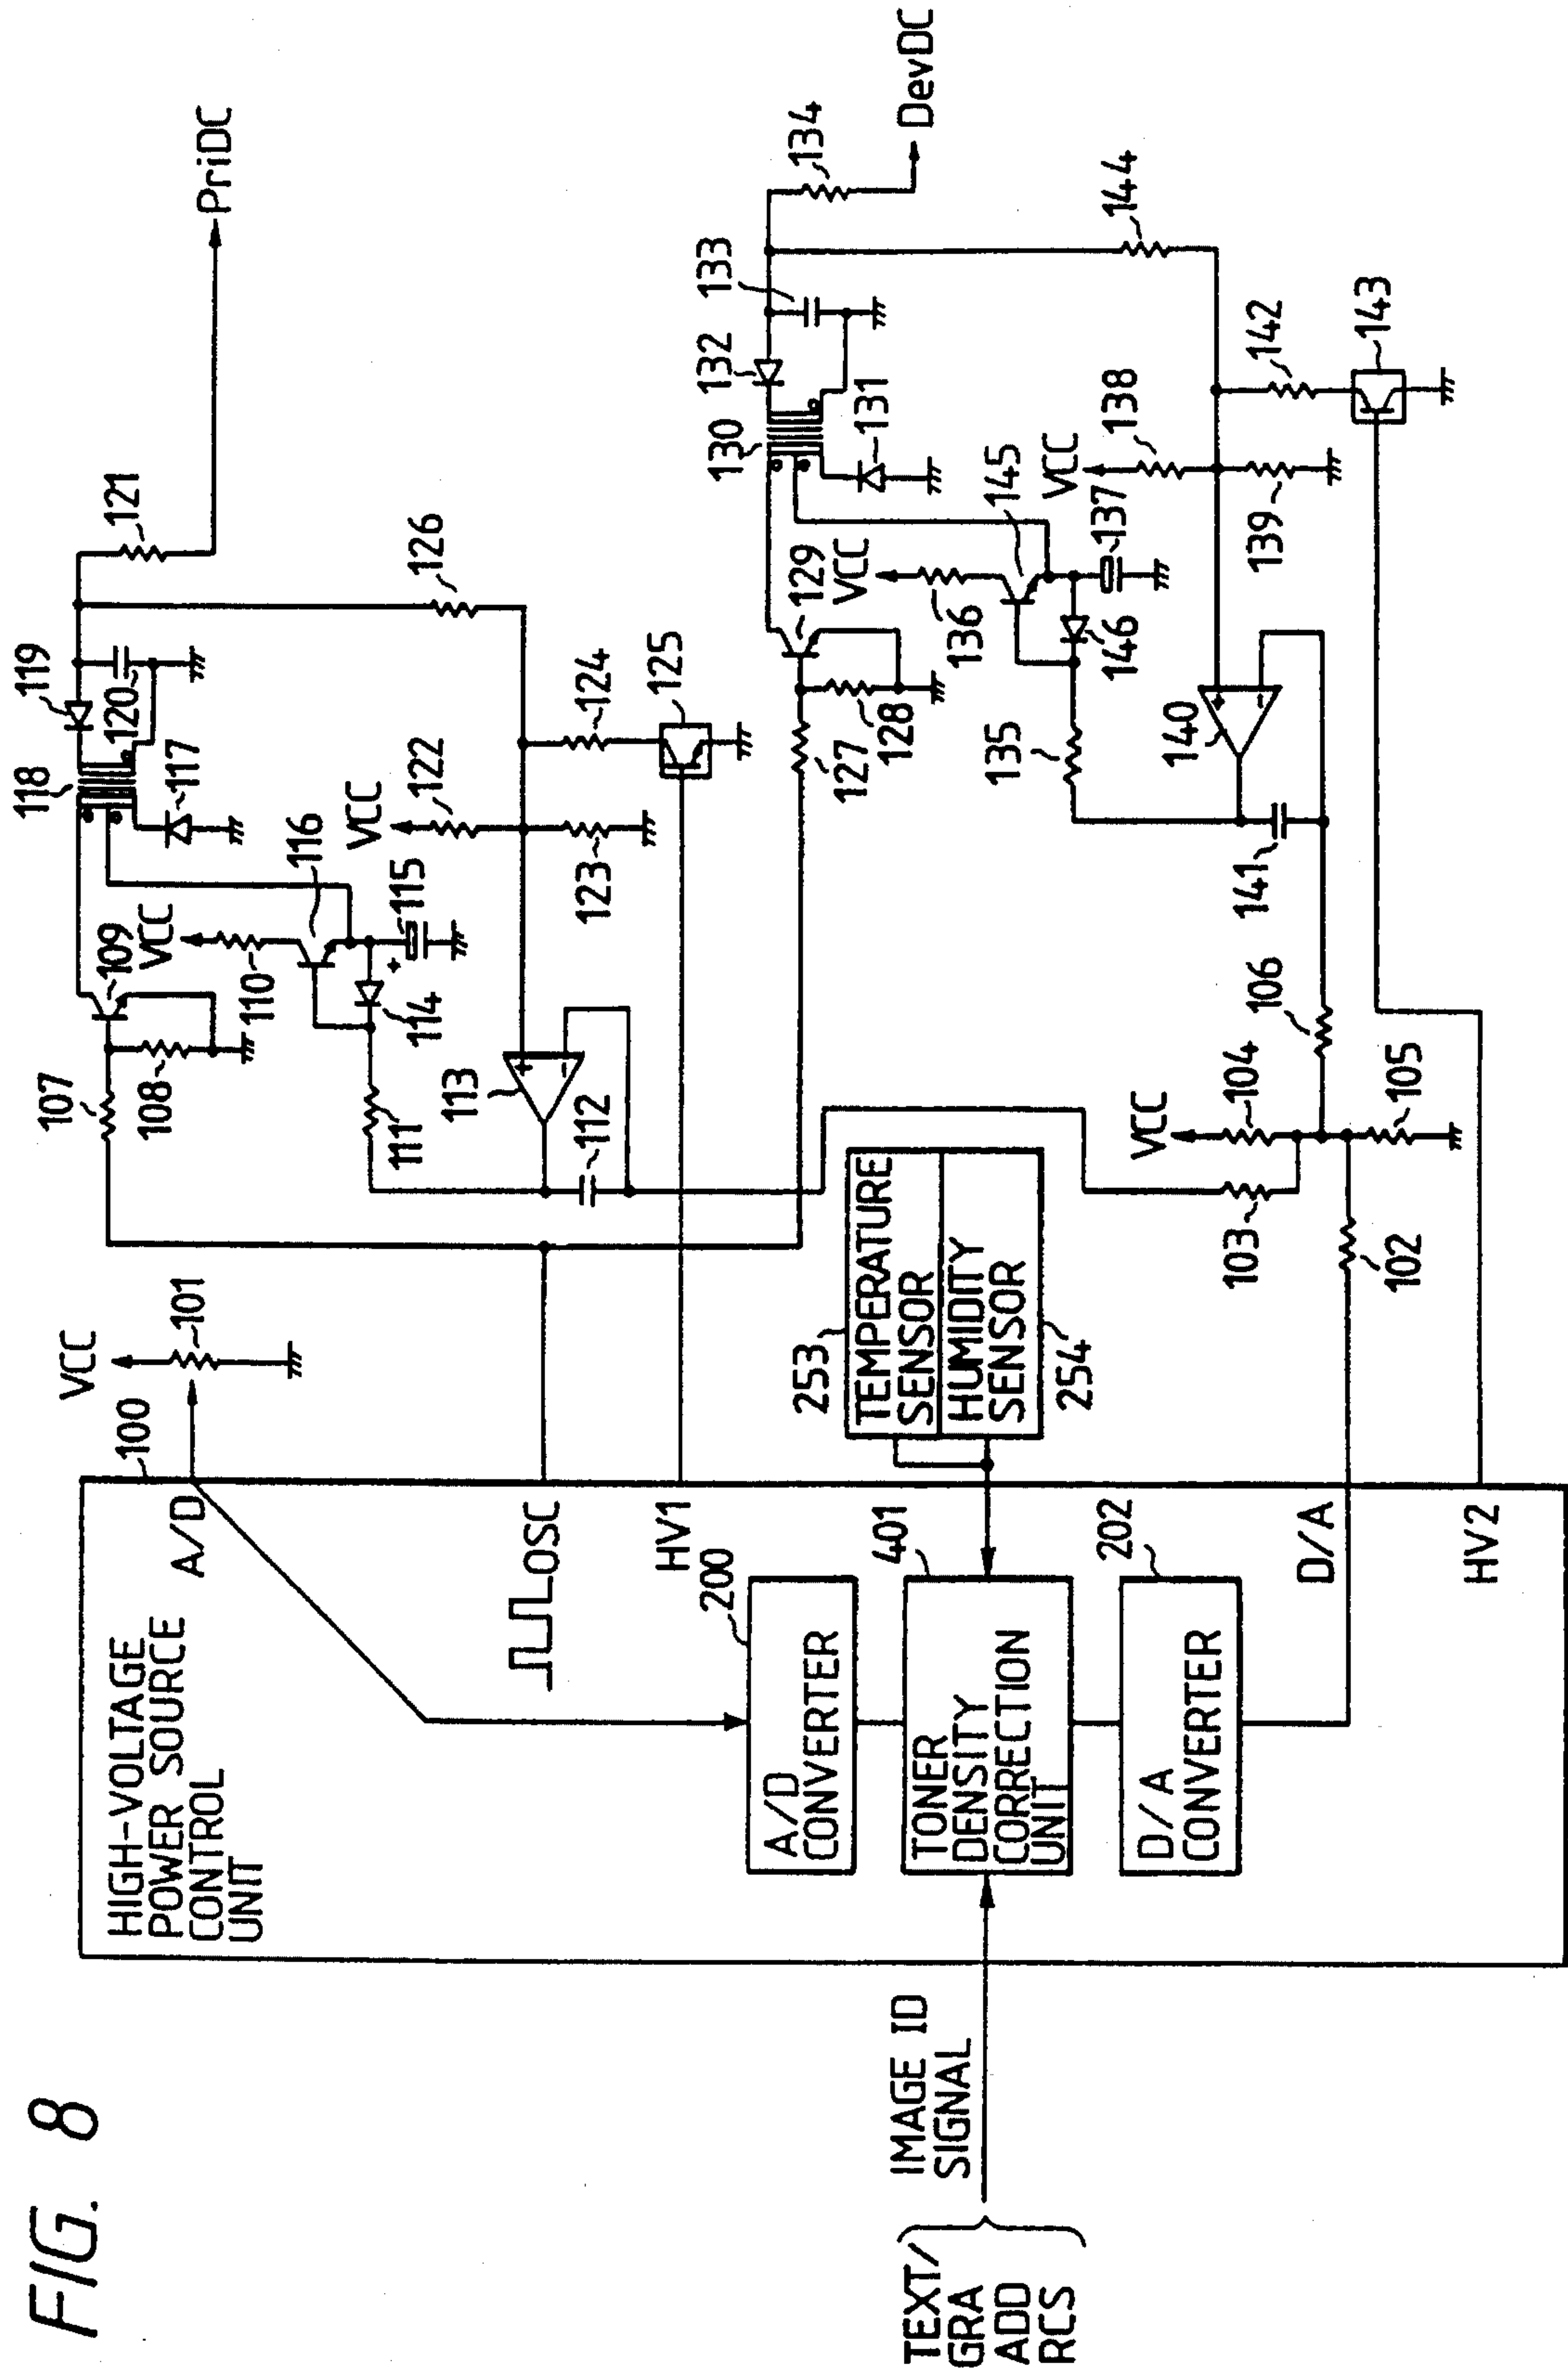 FIG. 8
HIGH-VOLTAGE
POWER SOURCE
CONTROL
UNIT
100
A/D
VCC
101
OSC
HV1
200
A/D
CONVERTER
401
TONER
DENSITY
CORRECTION
UNIT
202
D/A
CONVERTER
D/A
HV2
IMAGE ID
SIGNAL
TEXT/
GRA
ADD
RCS
253
TEMPERATURE
SENSOR
HUMIDITY
SENSOR
254
107
108
109
VCC
110
111
112
113
+
-
114
+
115
116
117
118
119
120
121
PriDC
VCC
122
123
124
125
126
127
128
129
VCC
130
131
132
133
134
DevDC
135
136
137
VCC
138
139
140
+
-
141
142
143
144
145
146
VCC
102
103
104
105
106